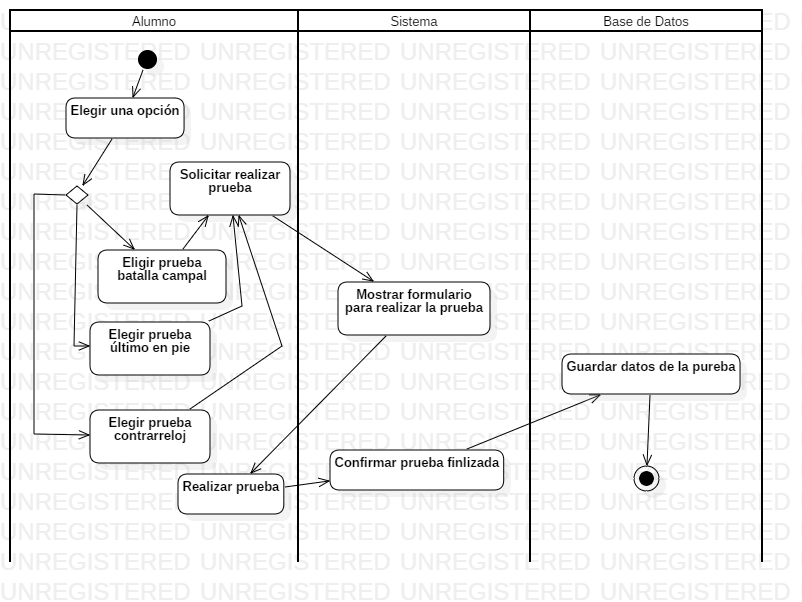 Alumno
Sistema
Base de Datos
Elegir una opción
Solicitar realizar
prueba
Eligir prueba
batalla campal
Mostrar formulario
para realizar la prueba
Elegir prueba
último en pie
Guardar datos de la pureba
Elegir prueba
contrarreloj
Confirmar prueba finlizada
Realizar prueba
UNREGISTERED UNREGISTERED UNREGISTERED UNREGISTERED